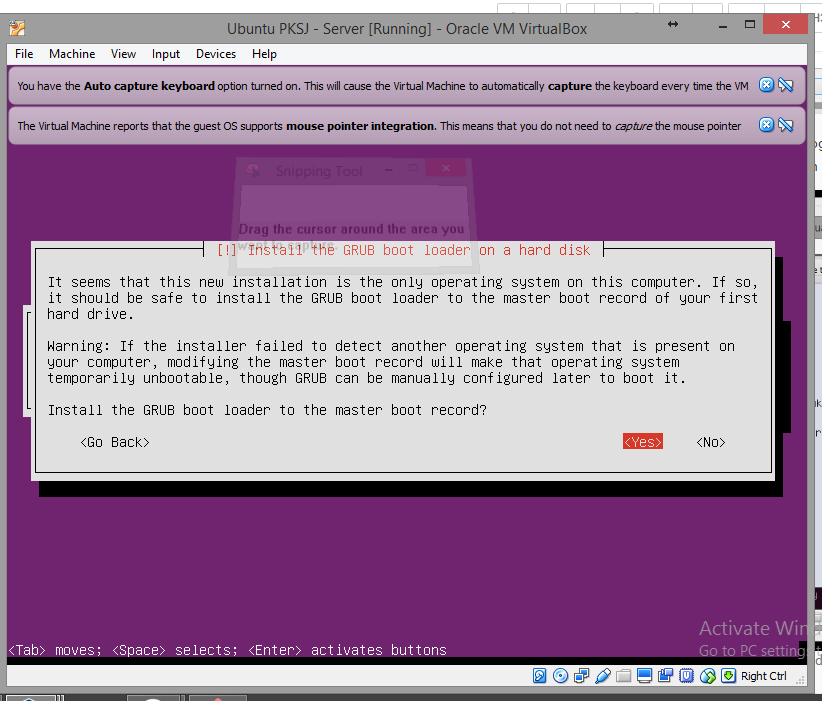 Ubuntu PKSJ - Server [Running] - Oracle VM VirtualBox
File Machine View Input Devices Help
You have the Auto capture keyboard option turned on. This will cause the Virtual Machine to automatically capture the keyboard every time the VM
The Virtual Machine reports that the guest OS supports mouse pointer integration. This means that you do not need to capture the mouse pointer
Snipping Tool
Drag the cursor around the area you
want to capture.
[!] Install the GRUB boot loader on a hard disk
It seems that this new installation is the only operating system on this computer. If so,
it should be safe to install the GRUB boot loader to the master boot record of your first
hard drive.
Warning: If the installer failed to detect another operating system that is present on
your computer, modifying the master boot record will make that operating system
temporarily unbootable, though GRUB can be manually configured later to boot it.
Install the GRUB boot loader to the master boot record?
<Go Back> <Yes> <No>
Activate Win
Go to PC settings
<Tab> moves; <Space> selects; <Enter> activates buttons
Right Ctrl